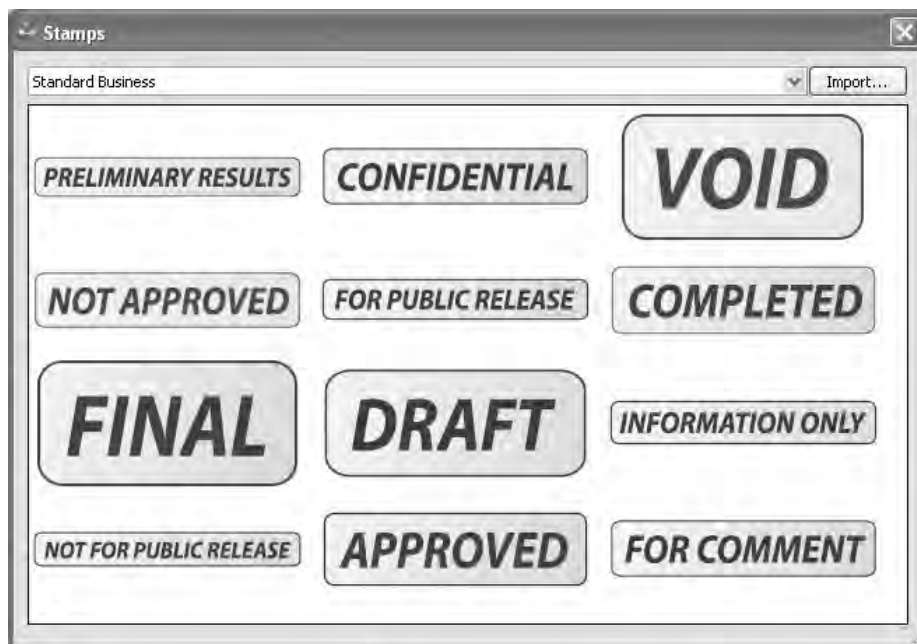 Stamps
Standard Business
Import...
PRELIMINARY RESULTS
CONFIDENTIAL
VOID
NOT APPROVED
FOR PUBLIC RELEASE
COMPLETED
FINAL
DRAFT
INFORMATION ONLY
NOT FOR PUBLIC RELEASE
APPROVED
FOR COMMENT